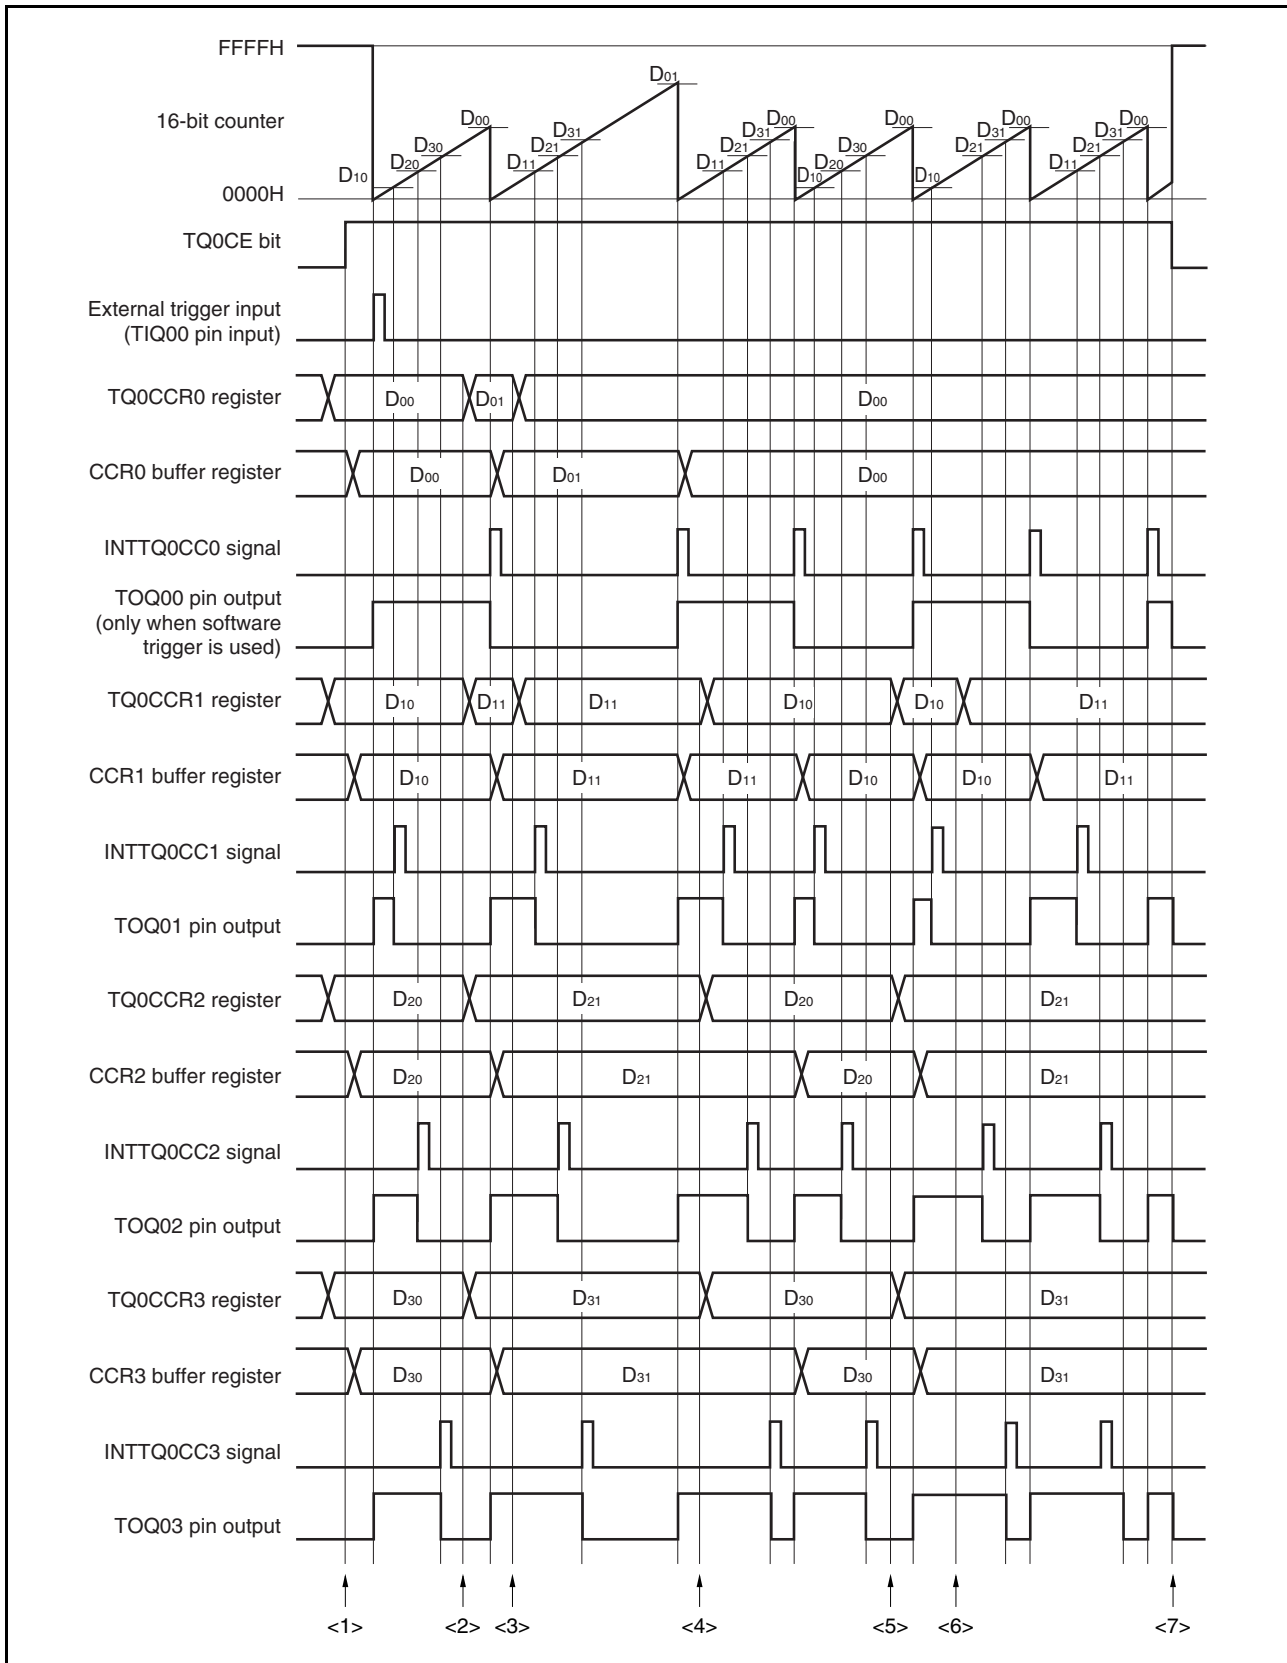 FFFFH
16-bit counter
0000H
D10 D20 D30 D00 D11 D21 D31 D01 D11 D21 D31 D00 D10 D20 D30 D00 D10 D21 D31 D00 D11 D21 D31 D00
TQ0CE bit
External trigger input
(TIQ00 pin input)
TQ0CCR0 register D00 D01 D00
CCR0 buffer register D00 D01 D00
INTTQ0CC0 signal
TOQ00 pin output
(only when software
trigger is used)
TQ0CCR1 register D10 D11 D11 D10 D10 D11
CCR1 buffer register D10 D11 D11 D10 D10 D11
INTTQ0CC1 signal
TOQ01 pin output
TQ0CCR2 register D20 D21 D20 D21
CCR2 buffer register D20 D21 D20 D21
INTTQ0CC2 signal
TOQ02 pin output
TQ0CCR3 register D30 D31 D30 D31
CCR3 buffer register D30 D31 D30 D31
INTTQ0CC3 signal
TOQ03 pin output
<1> <2> <3> <4> <5> <6> <7>